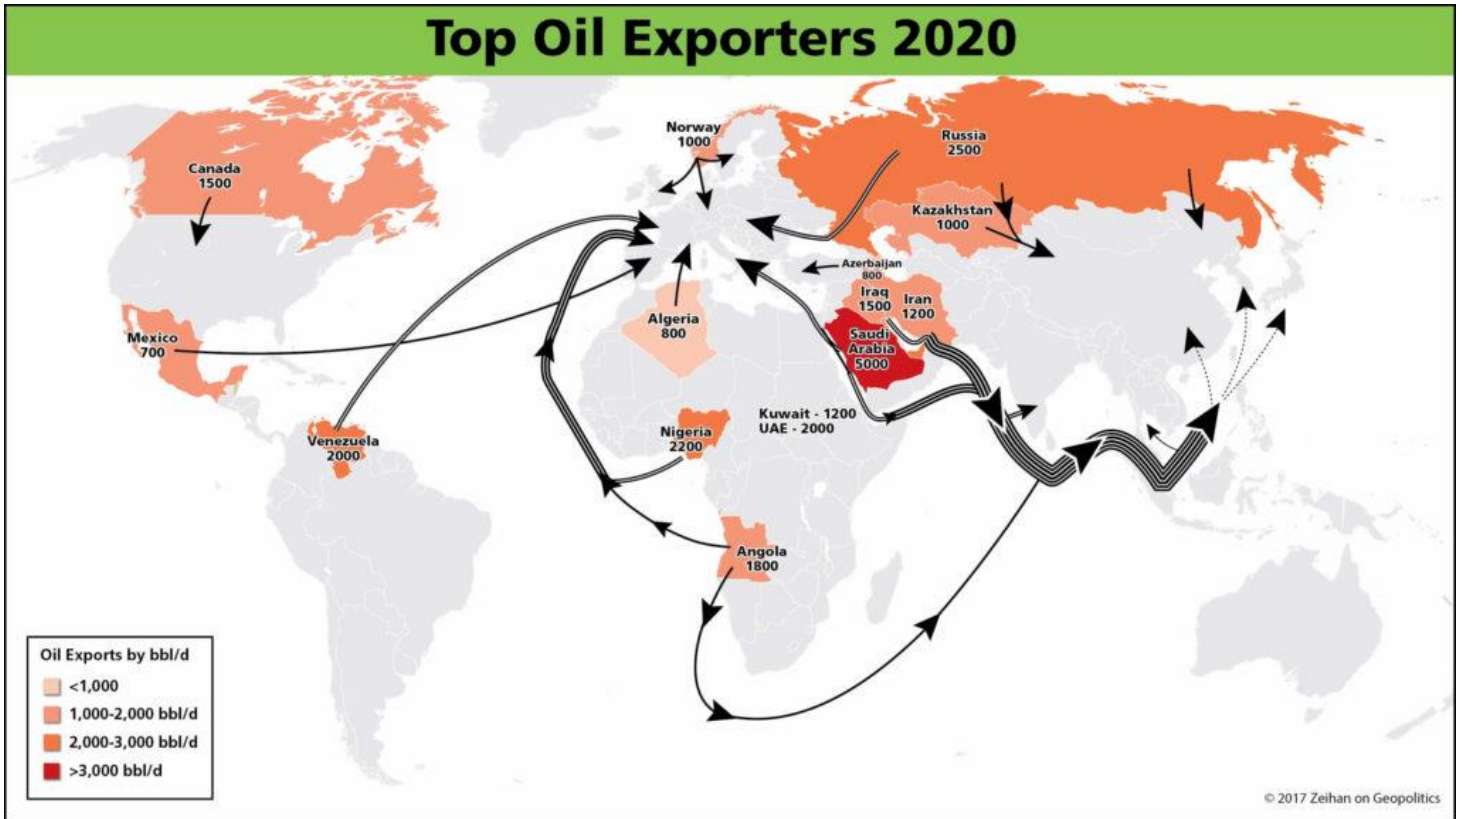 Top Oil Exporters 2020
Norway
1000
Russia
2500
Canada
1500
Kazakhstan
1000
Azerbaijan
800
Iraq
1500
Iran
1200
Mexico
700
Algeria
800
Saudi
Arabia
5000
Kuwait - 1200
UAE - 2000
Venezuela
2000
Nigeria
2200
Angola
1800
Oil Exports by bbl/d
<1,000
1,000-2,000 bbl/d
2,000-3,000 bbl/d
>3,000 bbl/d
© 2017 Zeihan on Geopolitics